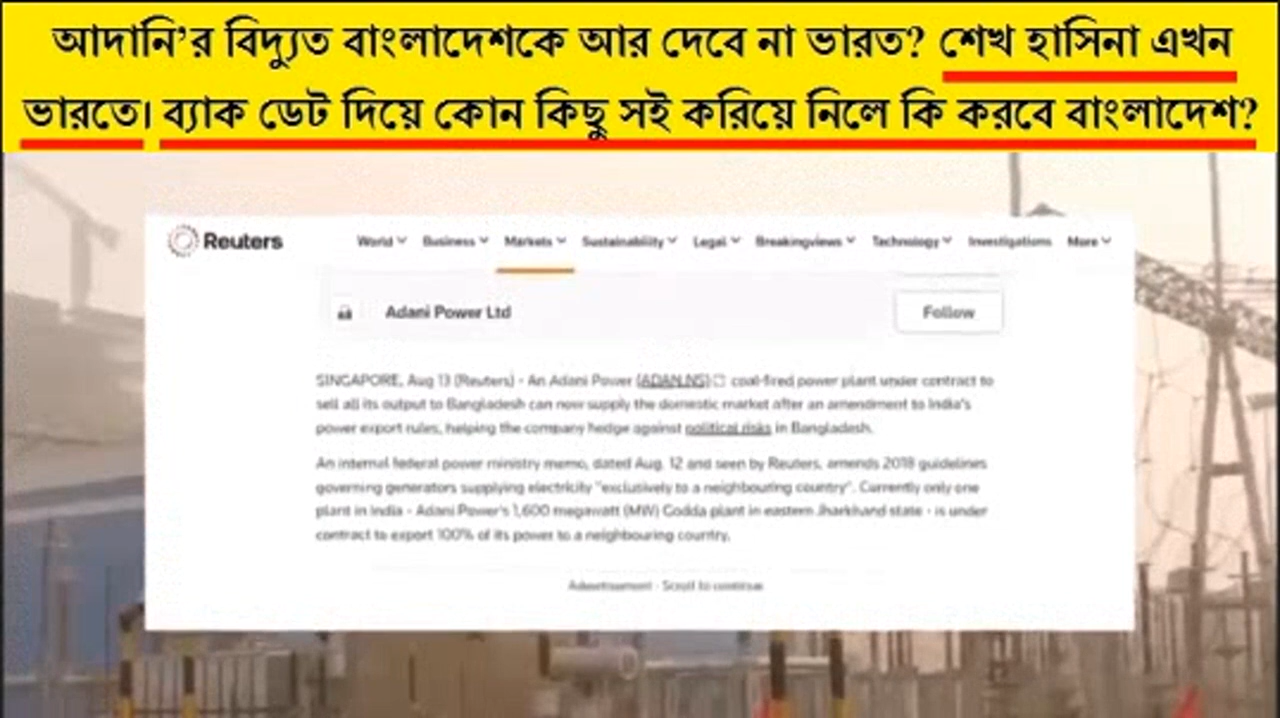 আদানি’র বিদ্যুত বাংলাদেশকে আর দেবে না ভারত? শেখ হাসিনা এখন
ভারতে। ব্যাক ডেট দিয়ে কোন কিছু সই করিয়ে নিলে কি করবে বাংলাদেশ?
Reuters World Business Markets Sustainability Legal Breakingviews Technology Investigations More
Adani Power Ltd Follow
SINGAPORE, Aug 13 (Reuters) - An Adani Power (ADAN.NS) coal-fired power plant under contract to
sell all its output to Bangladesh can now supply the domestic market after an amendment to India's
power export rules, helping the company hedge against political risks in Bangladesh.
An internal federal power ministry memo, dated Aug. 12 and seen by Reuters, amends 2018 guidelines
governing generators supplying electricity "exclusively to a neighbouring country". Currently only one
plant in India - Adani Power's 1,600 megawatt (MW) Godda plant in eastern Jharkhand state - is under
contract to export 100% of its power to a neighbouring country.
Advertisement · Scroll to continue